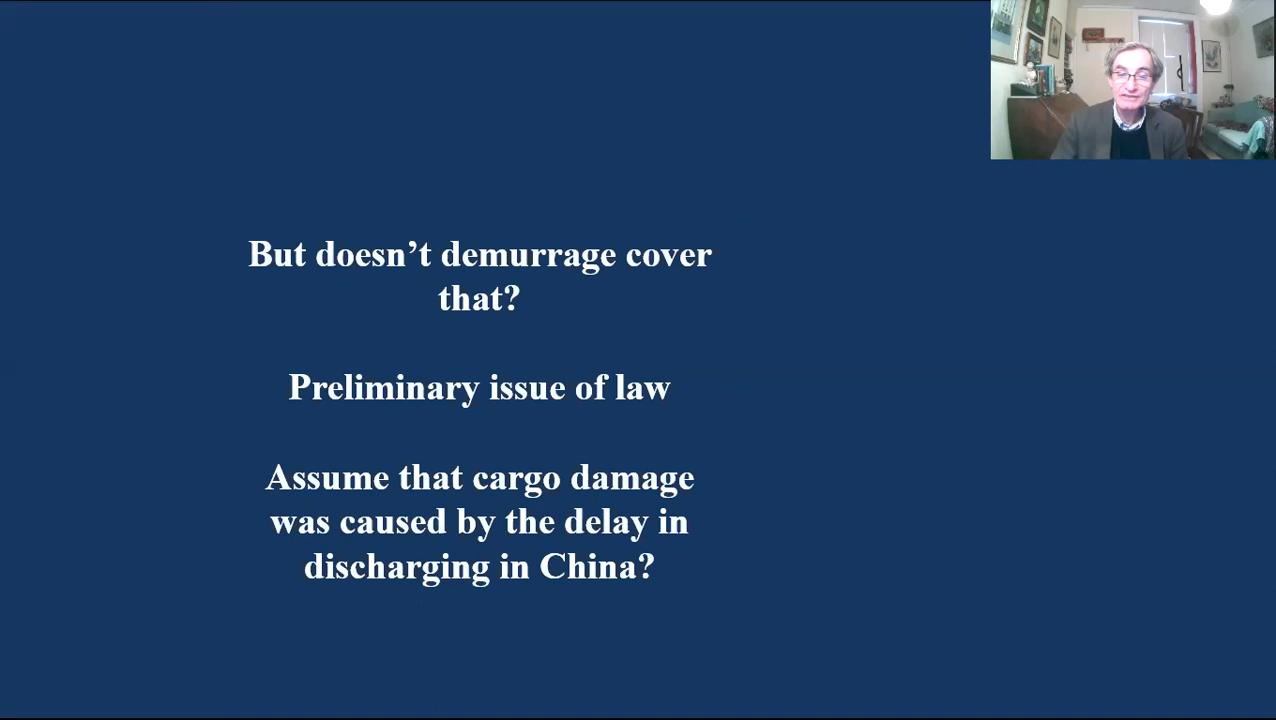 But doesn’t demurrage cover
that?
Preliminary issue of law
Assume that cargo damage
was caused by the delay in
discharging in China?